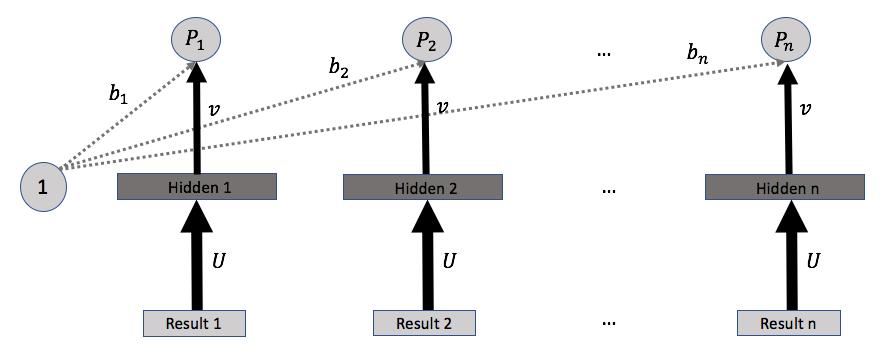 P₁ P₂ ... Pₙ
b₁ b₂ bₙ
v v v
1
Hidden 1 Hidden 2 ... Hidden n
U U U
Result 1 Result 2 ... Result n